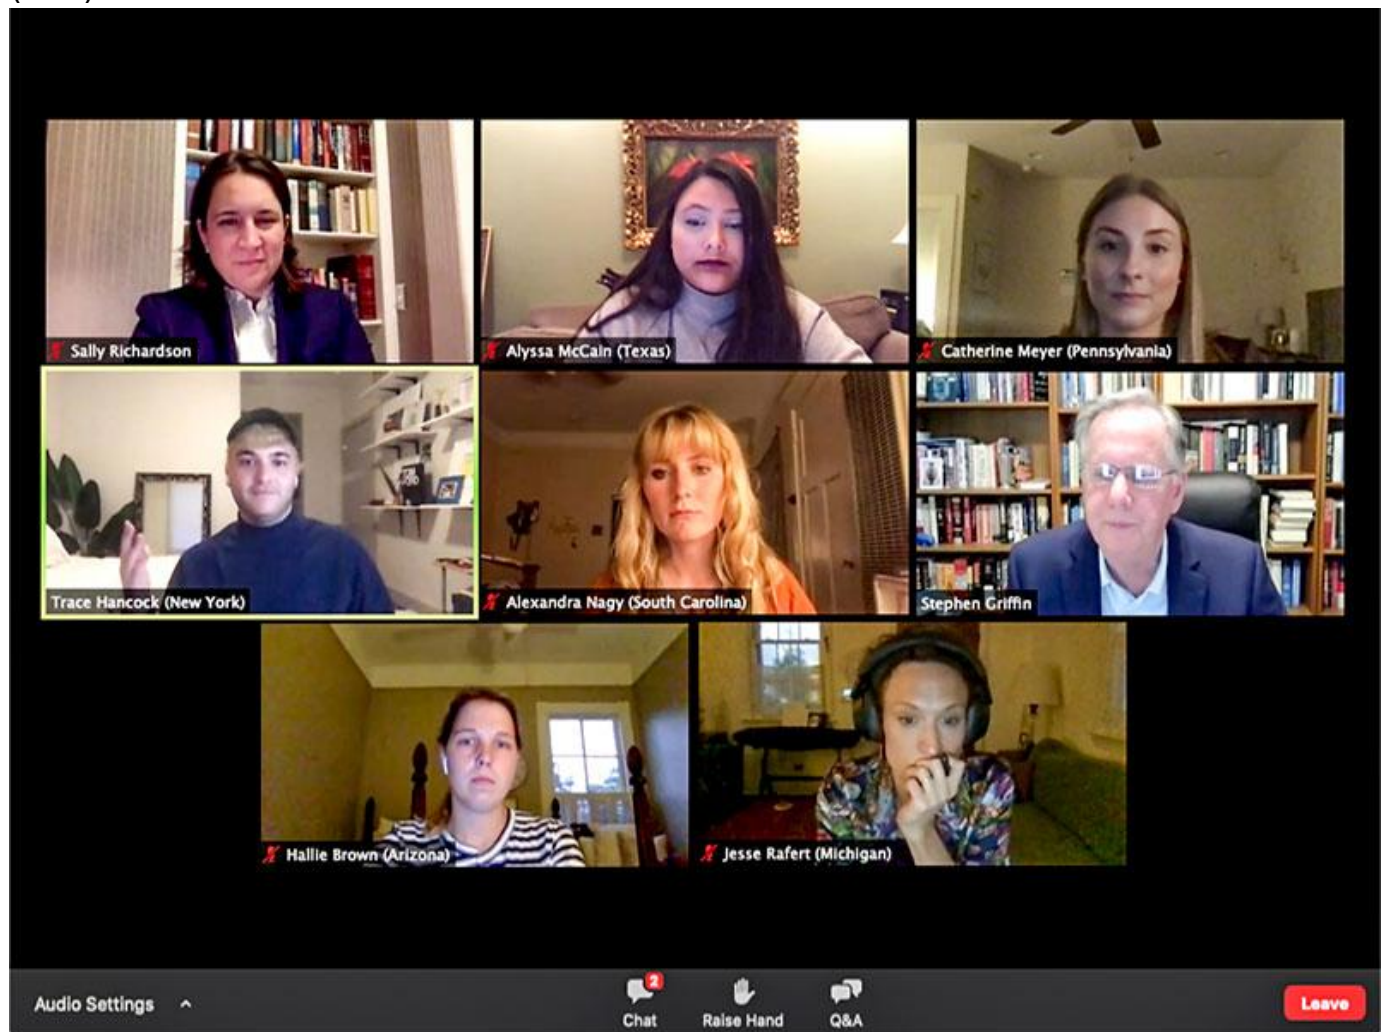 Sally Richardson
Alyssa McCain (Texas)
Catherine Meyer (Pennsylvania)
Trace Hancock (New York)
Alexandra Nagy (South Carolina)
Stephen Griffin
Hallie Brown (Arizona)
Jesse Rafert (Michigan)
Audio Settings
2
Chat
Raise Hand
Q&A
Leave